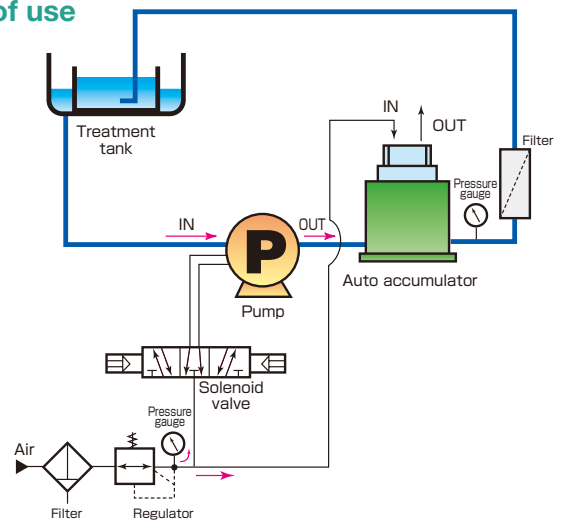 of use
Treatment
tank
IN
OUT
Filter
Pressure
gauge
IN
OUT
P
Auto accumulator
Pump
Solenoid
valve
Pressure
gauge
Air
Filter
Regulator